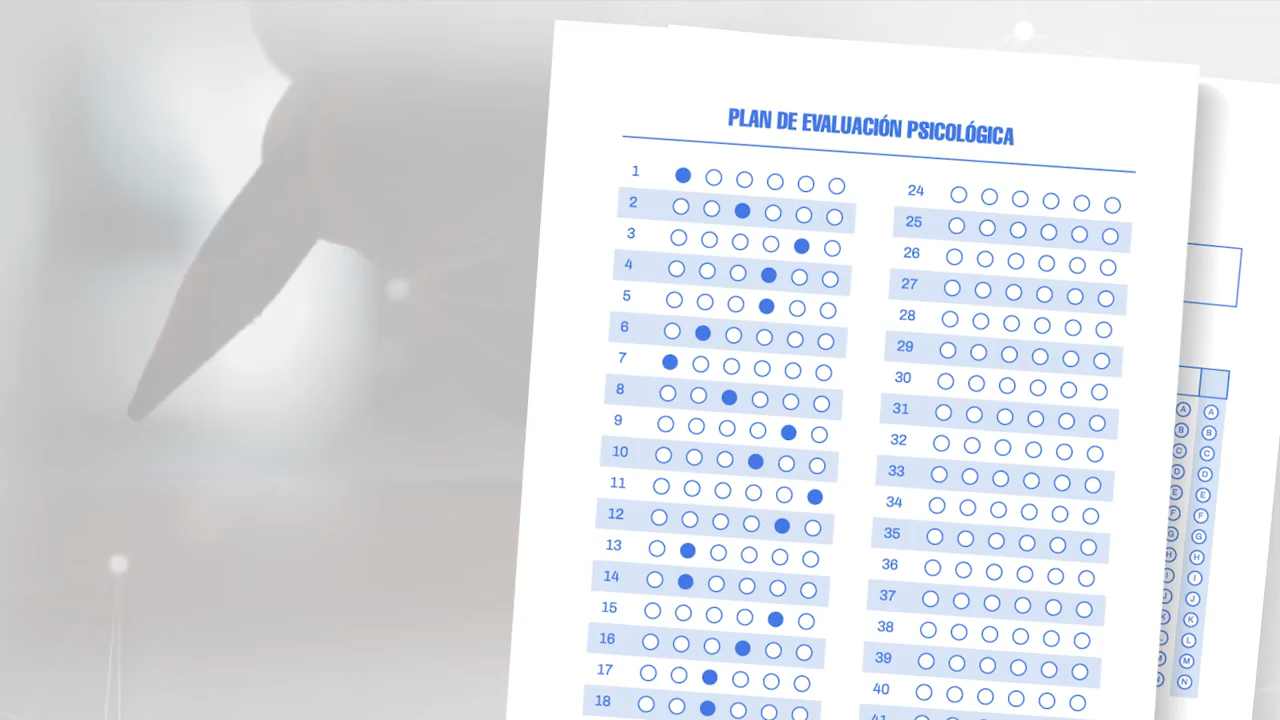 PLAN DE EVALUACIÓN PSICOLÓGICA
1
2
3
4
5
6
7
8
9
10
11
12
13
14
15
16
17
18
24
25
26
27
28
29
30
31
32
33
34
35
36
37
38
39
40
41
A A
B B
C C
D D
E E
F F
G G
H H
I I
J J
K K
L L
M M
N N